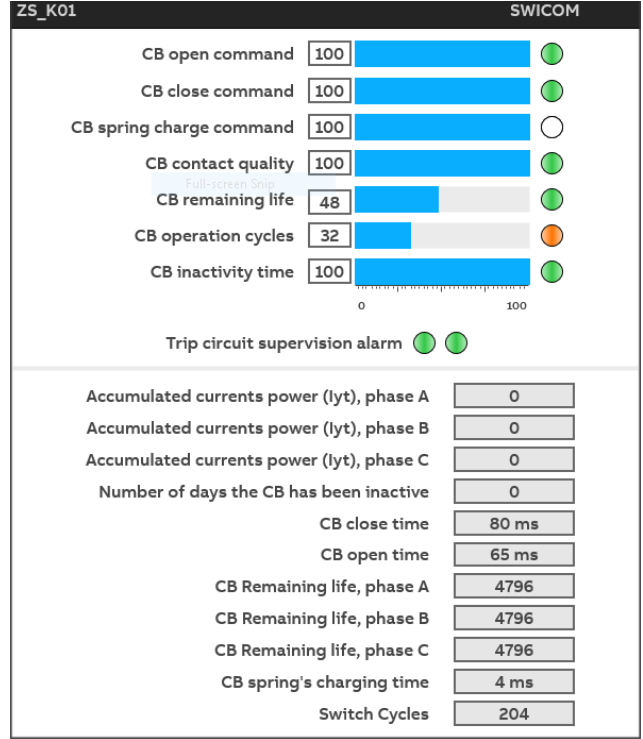 ZS_K01 SWICOM
CB open command 100
CB close command 100
CB spring charge command 100
CB contact quality 100
Full-screen Snip
CB remaining life 48
CB operation cycles 32
CB inactivity time 100
0 100
Trip circuit supervision alarm
Accumulated currents power (Iyt), phase A 0
Accumulated currents power (Iyt), phase B 0
Accumulated currents power (Iyt), phase C 0
Number of days the CB has been inactive 0
CB close time 80 ms
CB open time 65 ms
CB Remaining life, phase A 4796
CB Remaining life, phase B 4796
CB Remaining life, phase C 4796
CB spring's charging time 4 ms
Switch Cycles 204